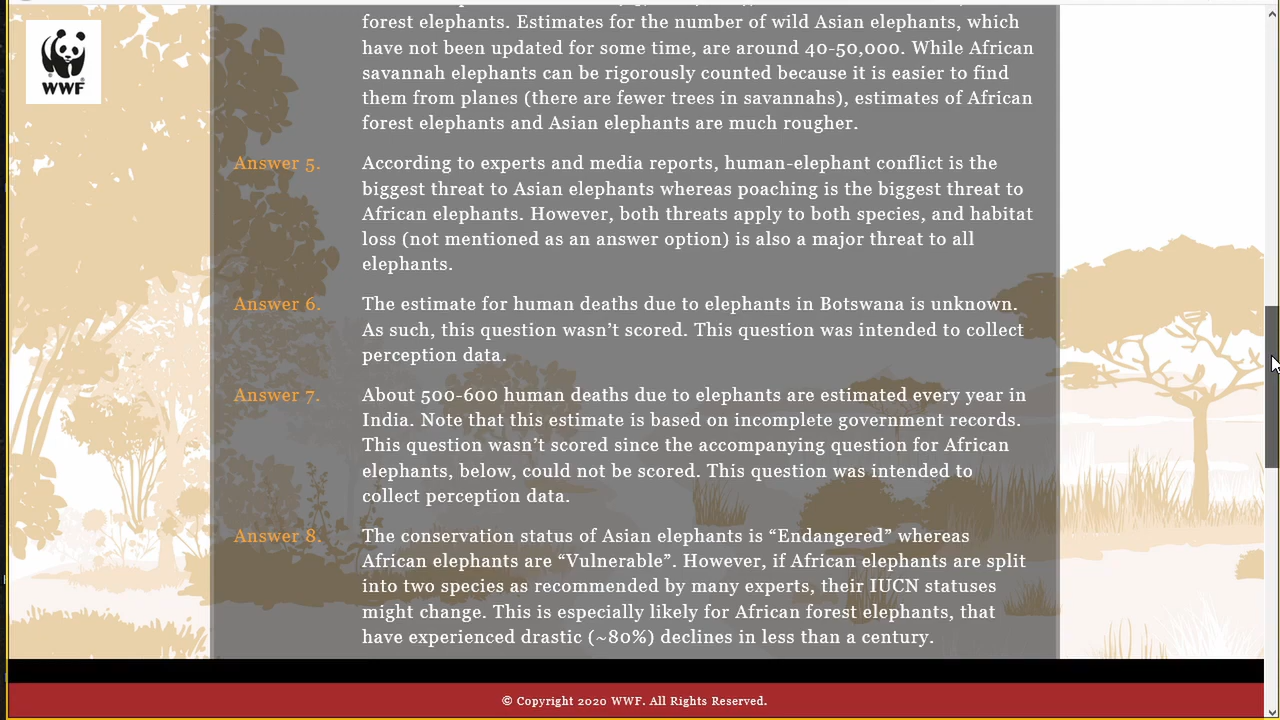 forest elephants. Estimates for the number of wild Asian elephants, which
have not been updated for some time, are around 40-50,000. While African
savannah elephants can be rigorously counted because it is easier to find
them from planes (there are fewer trees in savannahs), estimates of African
forest elephants and Asian elephants are much rougher.
WWF
Answer 5. According to experts and media reports, human-elephant conflict is the
biggest threat to Asian elephants whereas poaching is the biggest threat to
African elephants. However, both threats apply to both species, and habitat
loss (not mentioned as an answer option) is also a major threat to all
elephants.
Answer 6. The estimate for human deaths due to elephants in Botswana is unknown.
As such, this question wasn’t scored. This question was intended to collect
perception data.
Answer 7. About 500-600 human deaths due to elephants are estimated every year in
India. Note that this estimate is based on incomplete government records.
This question wasn’t scored since the accompanying question for African
elephants, below, could not be scored. This question was intended to
collect perception data.
Answer 8. The conservation status of Asian elephants is “Endangered” whereas
African elephants are “Vulnerable”. However, if African elephants are split
into two species as recommended by many experts, their IUCN statuses
might change. This is especially likely for African forest elephants, that
have experienced drastic (~80%) declines in less than a century.
© Copyright 2020 WWF. All Rights Reserved.